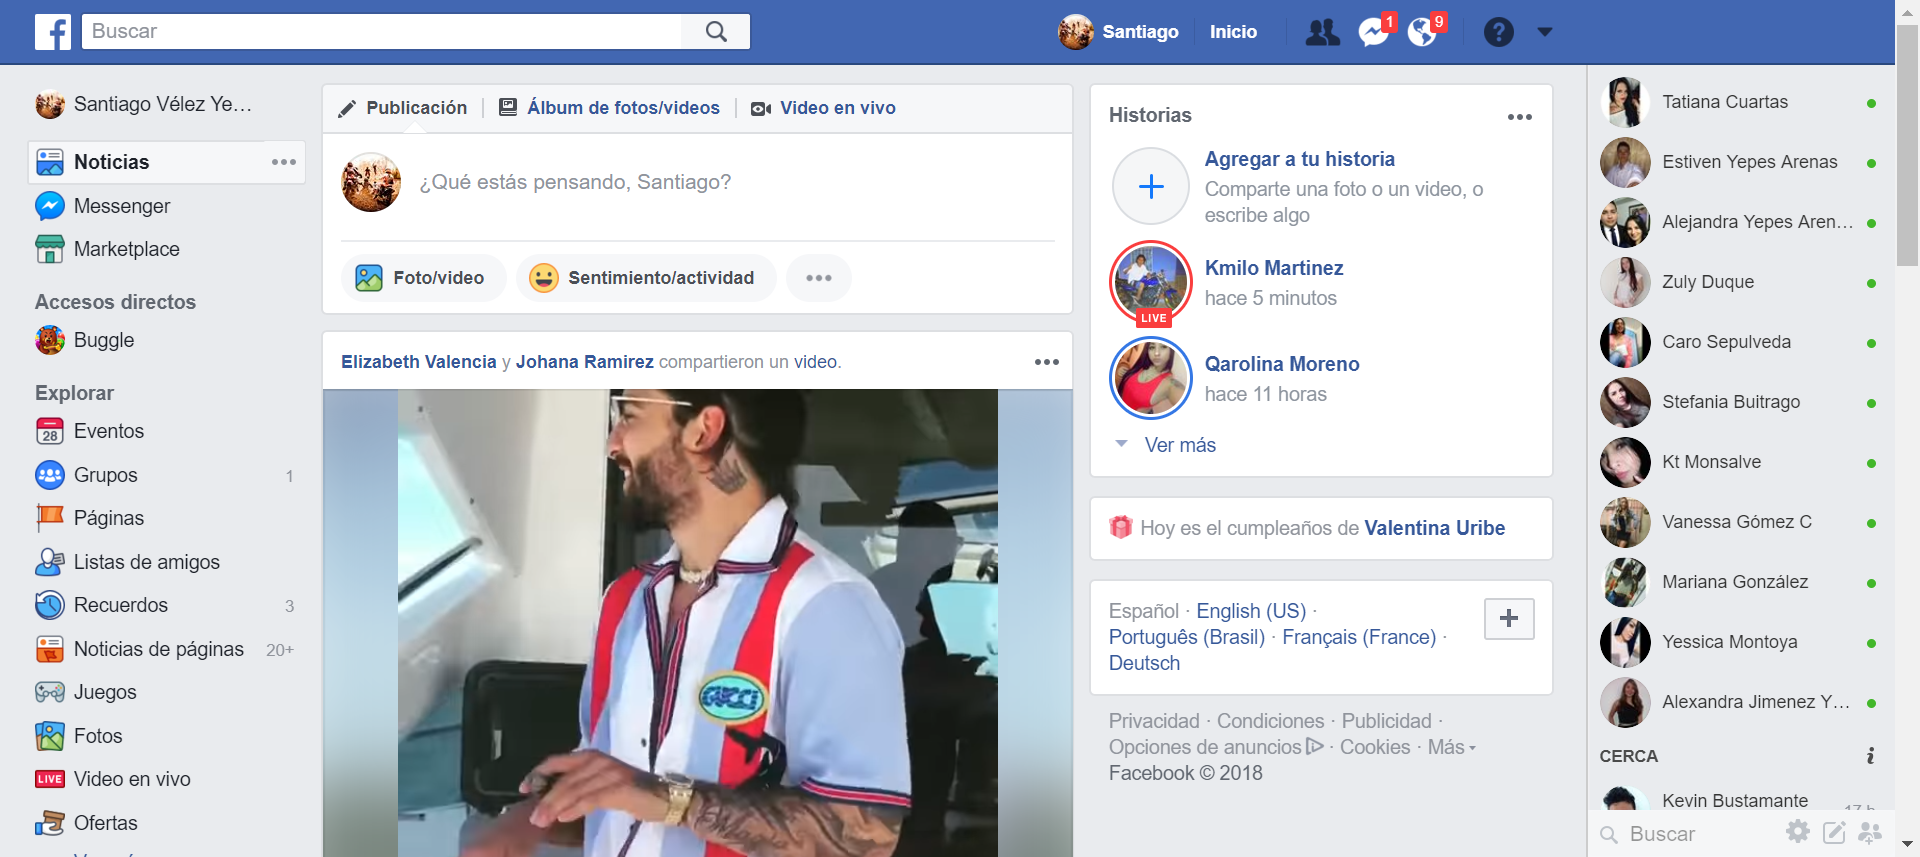 Buscar
Santiago
Inicio
1
9
Santiago Vélez Ye...
Noticias
Messenger
Marketplace
Accesos directos
Buggle
Explorar
28
Eventos
Grupos 1
Páginas
Listas de amigos
Recuerdos 3
Noticias de páginas 20+
Juegos
Fotos
LIVE Video en vivo
Ofertas
Publicación
Álbum de fotos/videos
Video en vivo
¿Qué estás pensando, Santiago?
Foto/video
Sentimiento/actividad
Elizabeth Valencia y Johana Ramirez compartieron un video.
GUCCI
Historias
Agregar a tu historia
Comparte una foto o un video, o
escribe algo
Kmilo Martinez
hace 5 minutos
LIVE
Qarolina Moreno
hace 11 horas
Ver más
Hoy es el cumpleaños de Valentina Uribe
Español · English (US) ·
Português (Brasil) · Français (France) ·
Deutsch
Privacidad · Condiciones · Publicidad ·
Opciones de anuncios · Cookies · Más
Facebook © 2018
Tatiana Cuartas
Estiven Yepes Arenas
Alejandra Yepes Aren...
Zuly Duque
Caro Sepulveda
Stefania Buitrago
Kt Monsalve
Vanessa Gómez C
Mariana González
Yessica Montoya
Alexandra Jimenez Y...
CERCA
Kevin Bustamante
17 h
Buscar